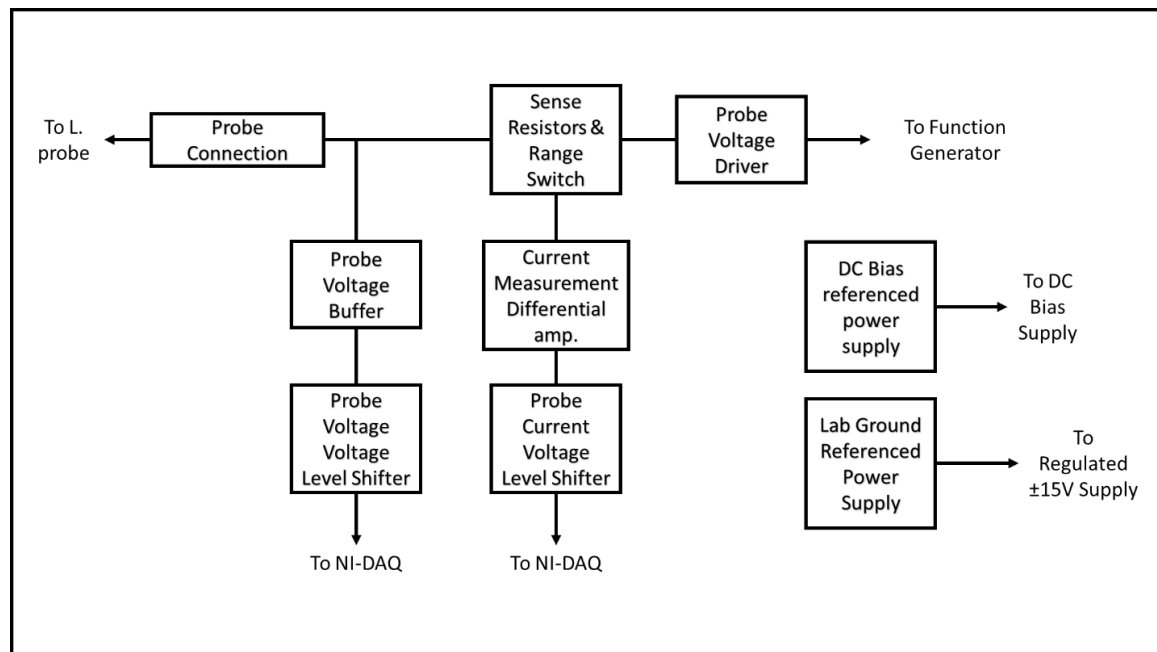 To L.
probe
Probe
Connection
Sense
Resistors &
Range
Switch
Probe
Voltage
Driver
To Function
Generator
Probe
Voltage
Buffer
Current
Measurement
Differential
amp.
DC Bias
referenced
power
supply
To DC
Bias
Supply
Probe
Voltage
Voltage
Level Shifter
Probe
Current
Voltage
Level Shifter
Lab Ground
Referenced
Power
Supply
To
Regulated
±15V Supply
To NI-DAQ
To NI-DAQ